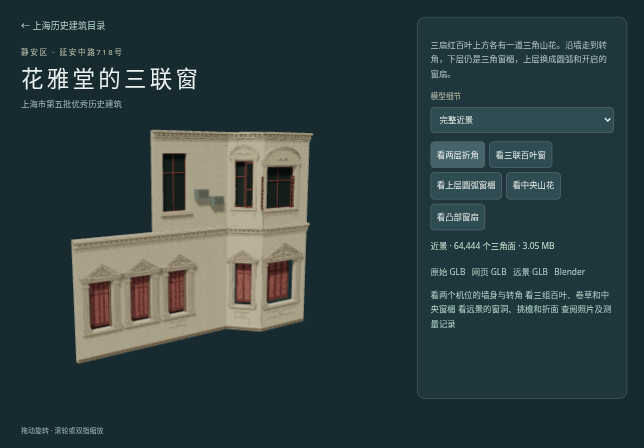 ← 上海历史建筑目录
静安区 · 延安中路718号
花雅堂的三联窗
上海市第五批优秀历史建筑
三扇红百叶上方各有一道三角山花。沿墙走到转
角，下层仍是三角窗楣，上层换成圆弧和开启的
窗扇。
模型细节
完整近景
看两层折角
看三联百叶窗
看上层圆弧窗楣
看中央山花
看凸部窗扇
近景 · 64,444 个三角面 · 3.05 MB
原始 GLB 网页 GLB 远景 GLB Blender
看两个机位的墙身与转角 看三组百叶、卷草和中
央窗楣 看远景的窗洞、挑檐和折面 查阅照片及测
量记录
拖动旋转 · 滚轮或双指缩放